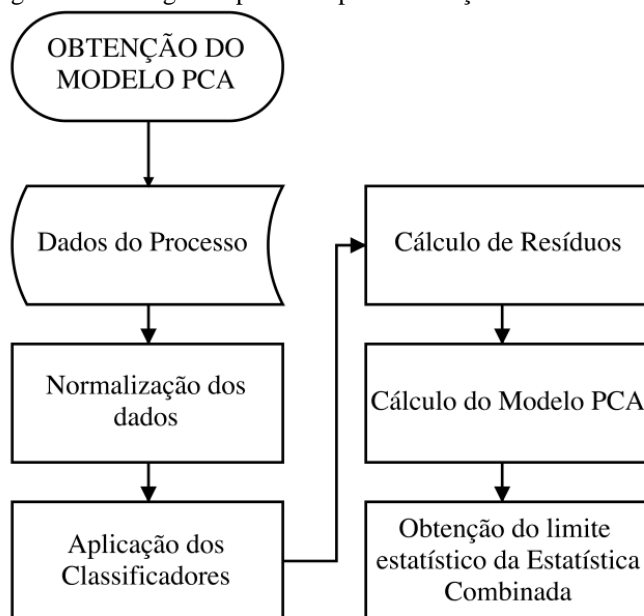 OBTENÇÃO DO
MODELO PCA
Dados do Processo
Normalização dos
dados
Aplicação dos
Classificadores
Cálculo de Resíduos
Cálculo do Modelo PCA
Obtenção do limite
estatístico da Estatística
Combinada